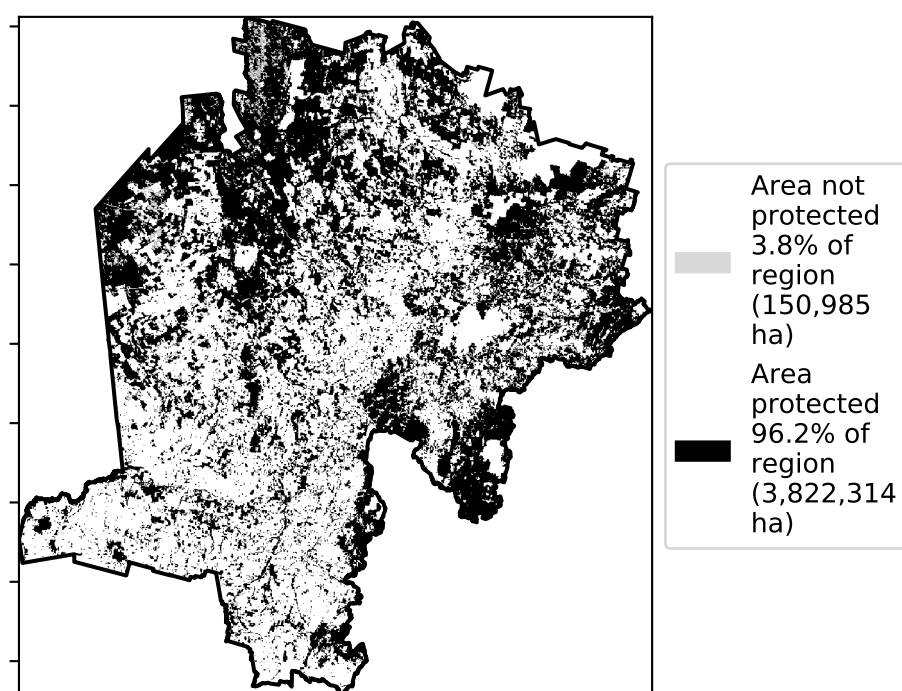 Area not
protected
3.8% of
region
(150,985
ha)
Area
protected
96.2% of
region
(3,822,314
ha)